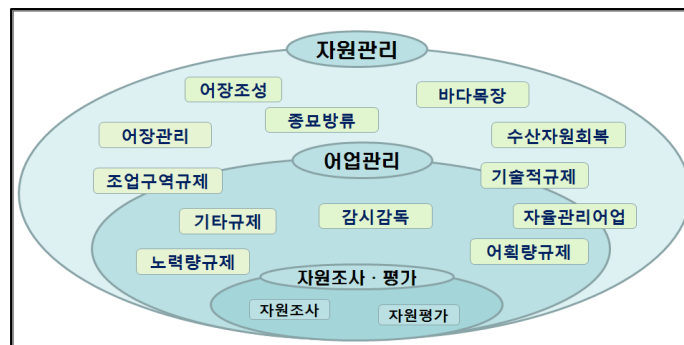 자원관리
어장조성
바다목장
종묘방류
어장관리
수산자원회복
어업관리
조업구역규제
기술적규제
기타규제
감시감독
자율관리어업
노력량규제
어획량규제
자원조사 · 평가
자원조사
자원평가